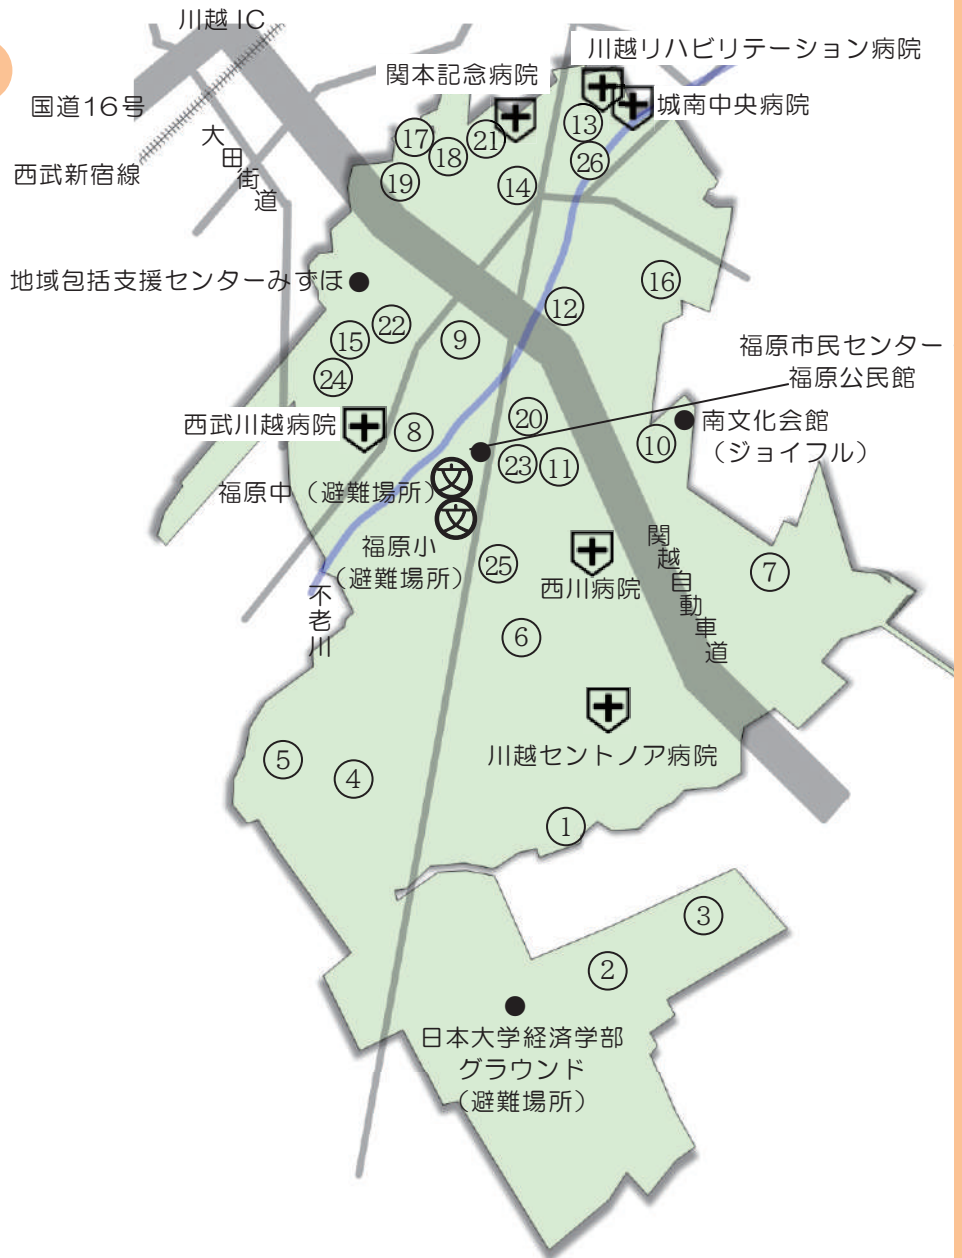 川越IC
川越リハビリテーション病院
関本記念病院
国道16号
城南中央病院
大田街道
西武新宿線
⑰
⑱
㉑
⑬
㉖
⑲
⑭
地域包括支援センターみずほ
⑯
⑫
⑮
㉒
⑨
㉔
福原市民センター
福原公民館
西武川越病院
⑧
⑳
南文化会館
(ジョイフル)
⑩
㉓
⑪
福原中(避難場所)
文
文
福原小
(避難場所)
㉕
西川病院
関越自動車道
⑦
不老川
⑥
川越セントノア病院
⑤
④
①
③
②
日本大学経済学部
グラウンド
(避難場所)